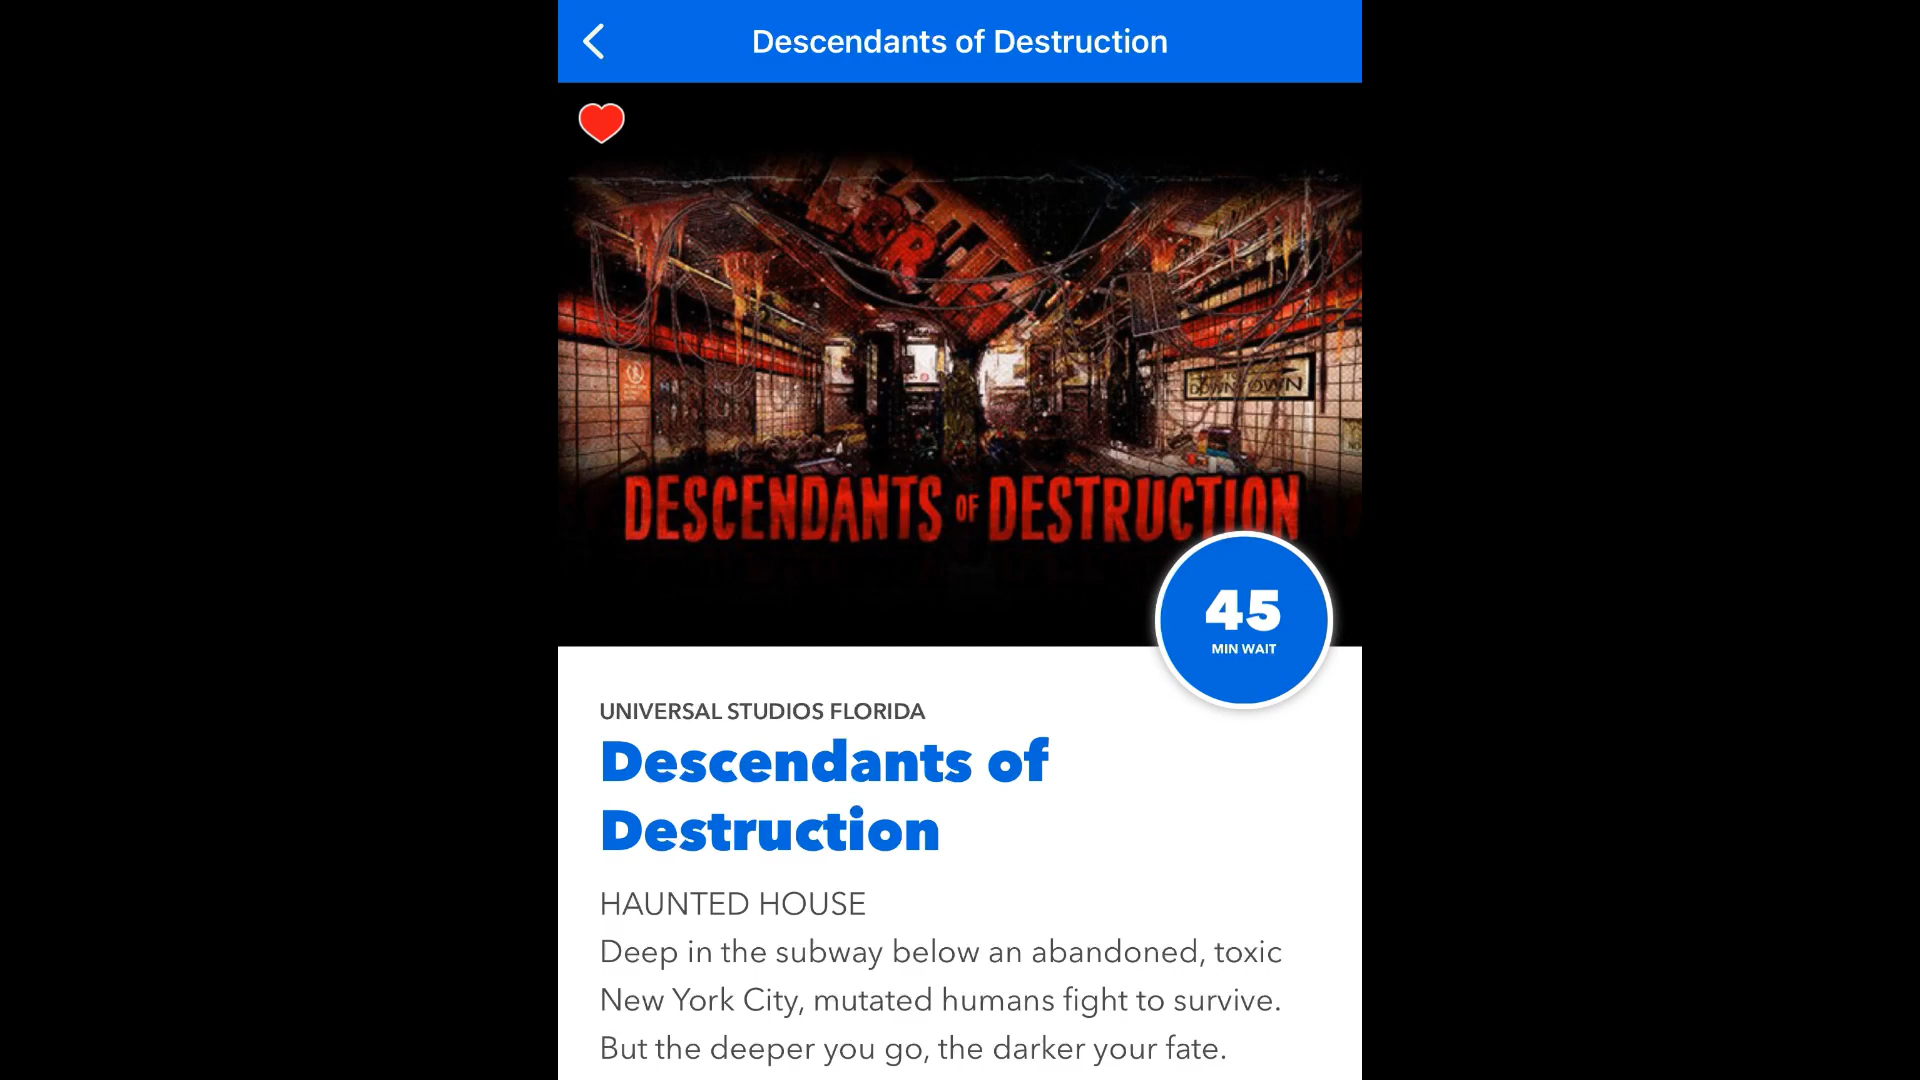 Descendants of Destruction
DOWNTOWN
DESCENDANTS OF DESTRUCTION
45
MIN WAIT
UNIVERSAL STUDIOS FLORIDA
Descendants of
Destruction
HAUNTED HOUSE
Deep in the subway below an abandoned, toxic
New York City, mutated humans fight to survive.
But the deeper you go, the darker your fate.